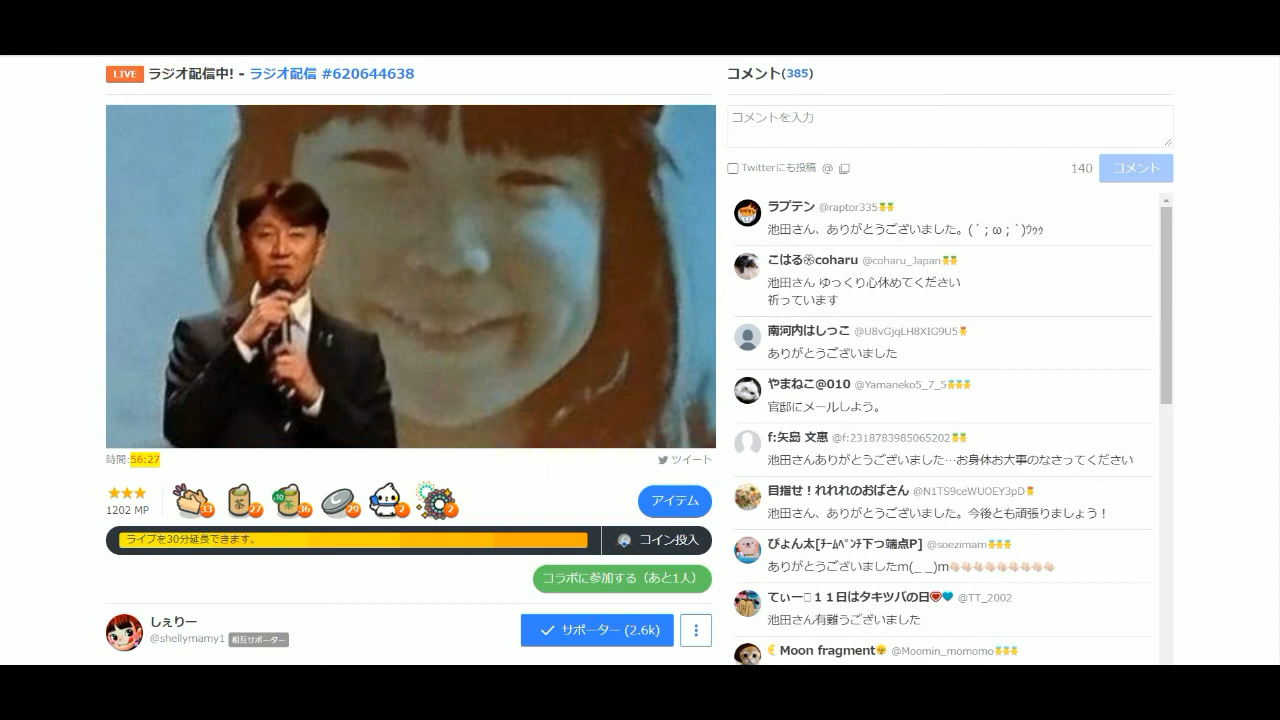 LIVE ラジオ配信中! - ラジオ配信 #620644638
時間:56:27
ツイート
1202 MP
33
27
+10
36
29
2
2
アイテム
ライブを30分延長できます。
コイン投入
コラボに参加する（あと1人）
しぇりー
@shellymamy1 相互サポーター
サポーター (2.6k)
コメント(385)
コメントを入力
Twitterにも投稿 @
140
コメント
ラプテン @raptor335
池田さん、ありがとうございました。(´；ω；`)ｳｩｩ
こはる🏵coharu @coharu_Japan
池田さん ゆっくり心休めてください
祈っています
南河内はしっこ @U8vGjqLH8XIG9U5
ありがとうございました
やまねこ@010 @Yamaneko5_7_5
官邸にメールしよう。
f:矢島 文惠 @f:2318783985065202
池田さんありがとうございました…お身体お大事のなさってください
目指せ！れれれのおばさん @N1TS9ceWUOEY3pD
池田さん、ありがとうございました。今後とも頑張りましょう！
ぴょん太[ﾁｰﾑﾍﾟﾝﾁ下っ端点P] @soezimam
ありがとうございましたm(_ _)m👏🏻👏🏻👏🏻👏🏻👏🏻👏🏻👏🏻👏🏻👏🏻
てぃー１１日はタキツバの日 @TT_2002
池田さん有難うございました
Moon fragment @Moomin_momomo